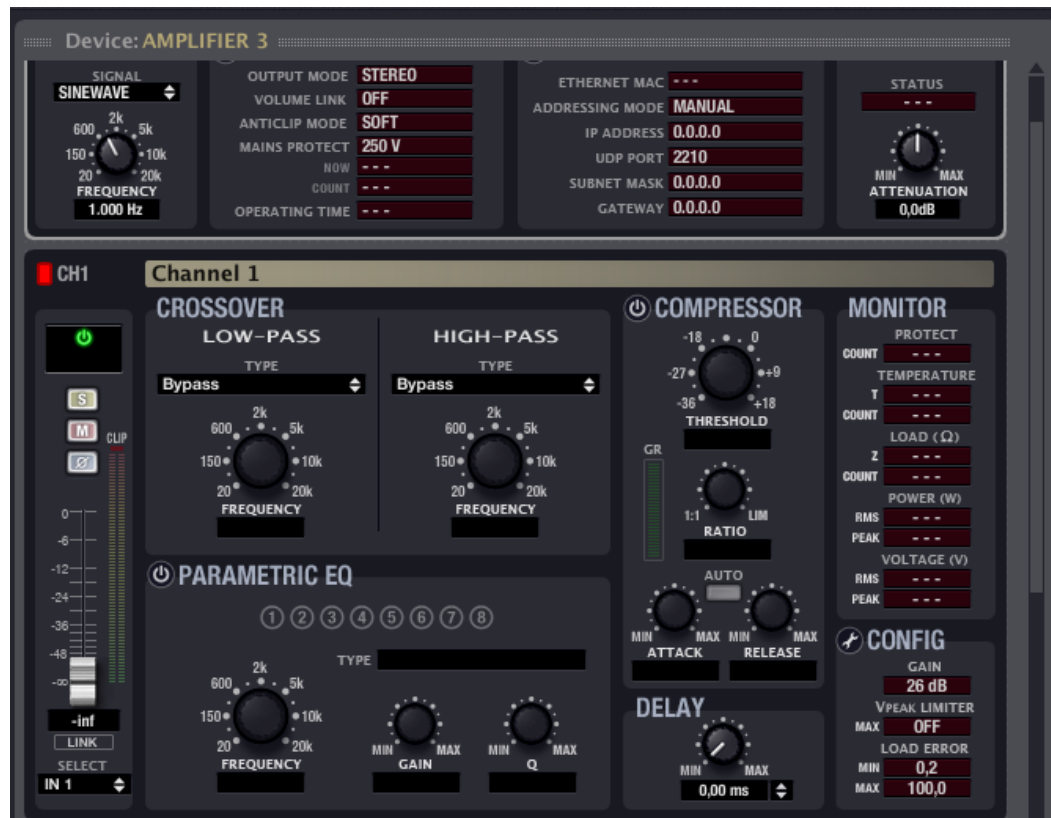 Device: AMPLIFIER 3
SIGNAL
SINEWAVE
2k
600 5k
150 10k
20 20k
FREQUENCY
1.000 Hz
OUTPUT MODE STEREO
VOLUME LINK OFF
ANTICLIP MODE SOFT
MAINS PROTECT 250 V
NOW - - -
COUNT - - -
OPERATING TIME - - -
ETHERNET MAC - - -
ADDRESSING MODE MANUAL
IP ADDRESS 0.0.0.0
UDP PORT 2210
SUBNET MASK 0.0.0.0
GATEWAY 0.0.0.0
STATUS
- - -
MIN MAX
ATTENUATION
0,0dB
CH1 Channel 1
S
M
Ø
CLIP
0
-6
-12
-24
-36
-48
-∞
-inf
LINK
SELECT
IN 1
CROSSOVER
LOW-PASS
TYPE
Bypass
2k
600 5k
150 10k
20 20k
FREQUENCY
HIGH-PASS
TYPE
Bypass
2k
600 5k
150 10k
20 20k
FREQUENCY
PARAMETRIC EQ
1 2 3 4 5 6 7 8
TYPE
2k
600 5k
150 10k
20 20k
FREQUENCY
MIN MAX
GAIN
MIN MAX
Q
COMPRESSOR
-18 0
-27 +9
-36 +18
THRESHOLD
GR
1:1 LIM
RATIO
AUTO
MIN MAX MIN MAX
ATTACK RELEASE
DELAY
MIN MAX
0,00 ms
MONITOR
PROTECT
COUNT - - -
TEMPERATURE
T - - -
COUNT - - -
LOAD (Ω)
Z - - -
COUNT - - -
POWER (W)
RMS - - -
PEAK - - -
VOLTAGE (V)
RMS - - -
PEAK - - -
CONFIG
GAIN
26 dB
VPEAK LIMITER
MAX OFF
LOAD ERROR
MIN 0,2
MAX 100,0